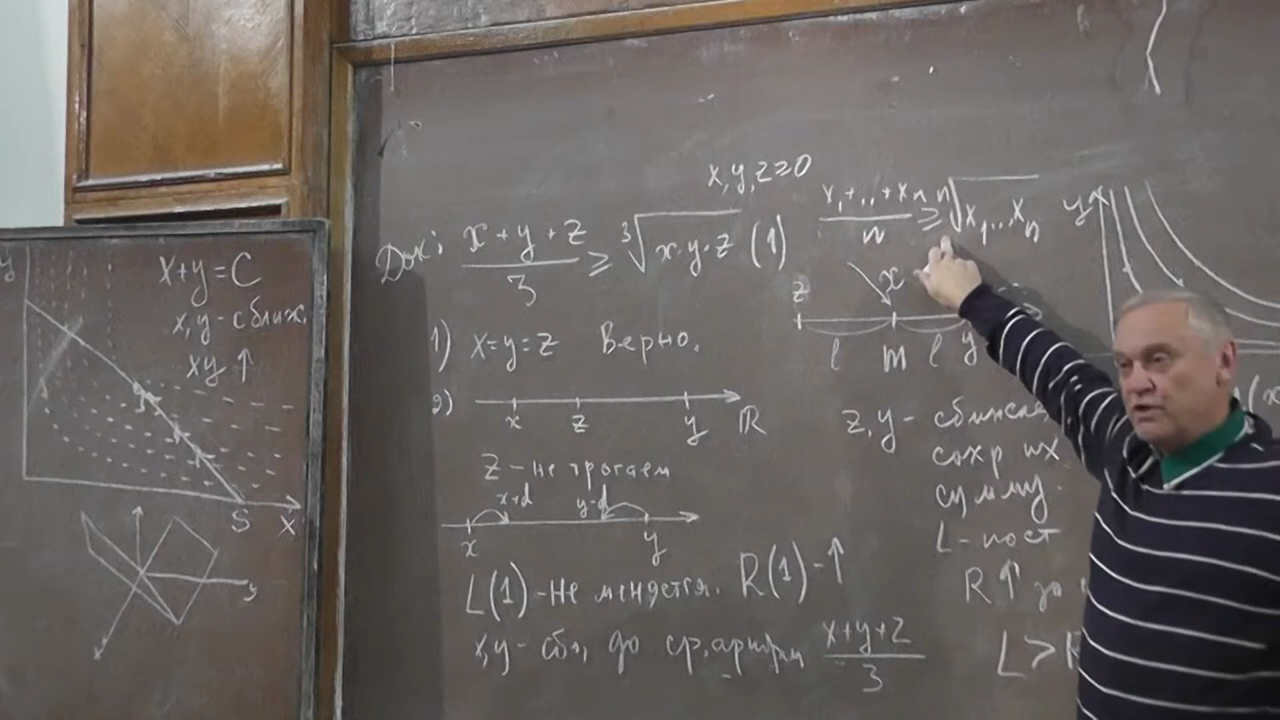 y
x+y=C
x,y-сближ.
xy ↑
S
x
y
x,y,z≥0
Док: (x+y+z)/3 ≥ ∛(x·y·z) (1)
1) x=y=z Верно.
2)
x z y ℝ
z - не трогаем
x+d y-d
x y
L(1)-Не меняется. R(1)-↑
x,y- сбл, до ср,арифм (x+y+z)/3
(x₁+...+xₙ)/n ≥ ⁿ√(x₁...xₙ)
z x
l m l y
z,y-
сохр их
сумму.
L-пост
R ↑ до
L>
y